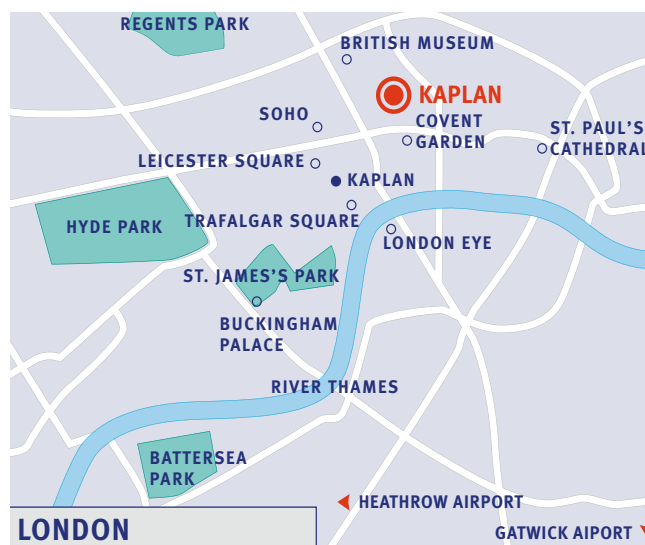 REGENTS PARK
BRITISH MUSEUM
KAPLAN
SOHO
COVENT
GARDEN
ST. PAUL'S
CATHEDRAL
LEICESTER SQUARE
KAPLAN
HYDE PARK
TRAFALGAR SQUARE
LONDON EYE
ST. JAMES'S PARK
BUCKINGHAM
PALACE
RIVER THAMES
BATTERSEA
PARK
HEATHROW AIRPORT
LONDON
GATWICK AIPORT